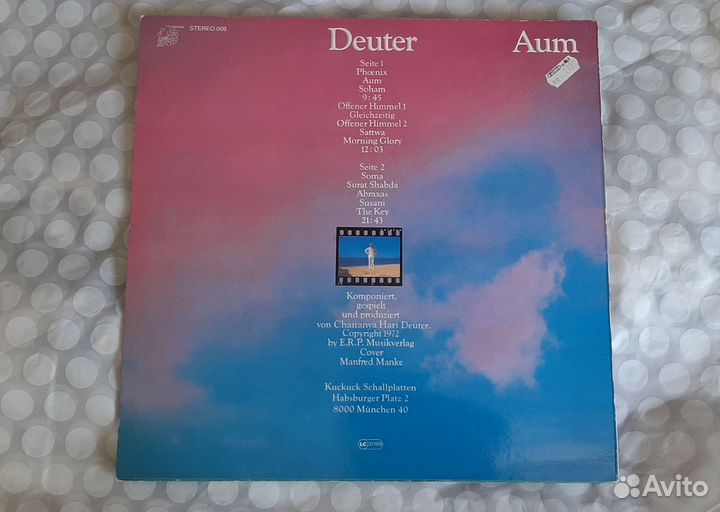 STEREO 009
Deuter Aum
Seite 1
Phœnix
Aum
Soham
9:45
Offener Himmel 1
Gleichzeitig
Offener Himmel 2
Sattwa
Morning Glory
12:03
Seite 2
Soma
Surat Shabda
Abraxas
Susani
The Key
21:43
Komponiert,
gespielt
und produziert
von Chaitanya Hari Deuter.
Copyright 1972
by E.R.P. Musikverlag
Cover
Manfred Manke
Kuckuck Schallplatten
Habsburger Platz 2
8000 München 40
LC 2099
Avito